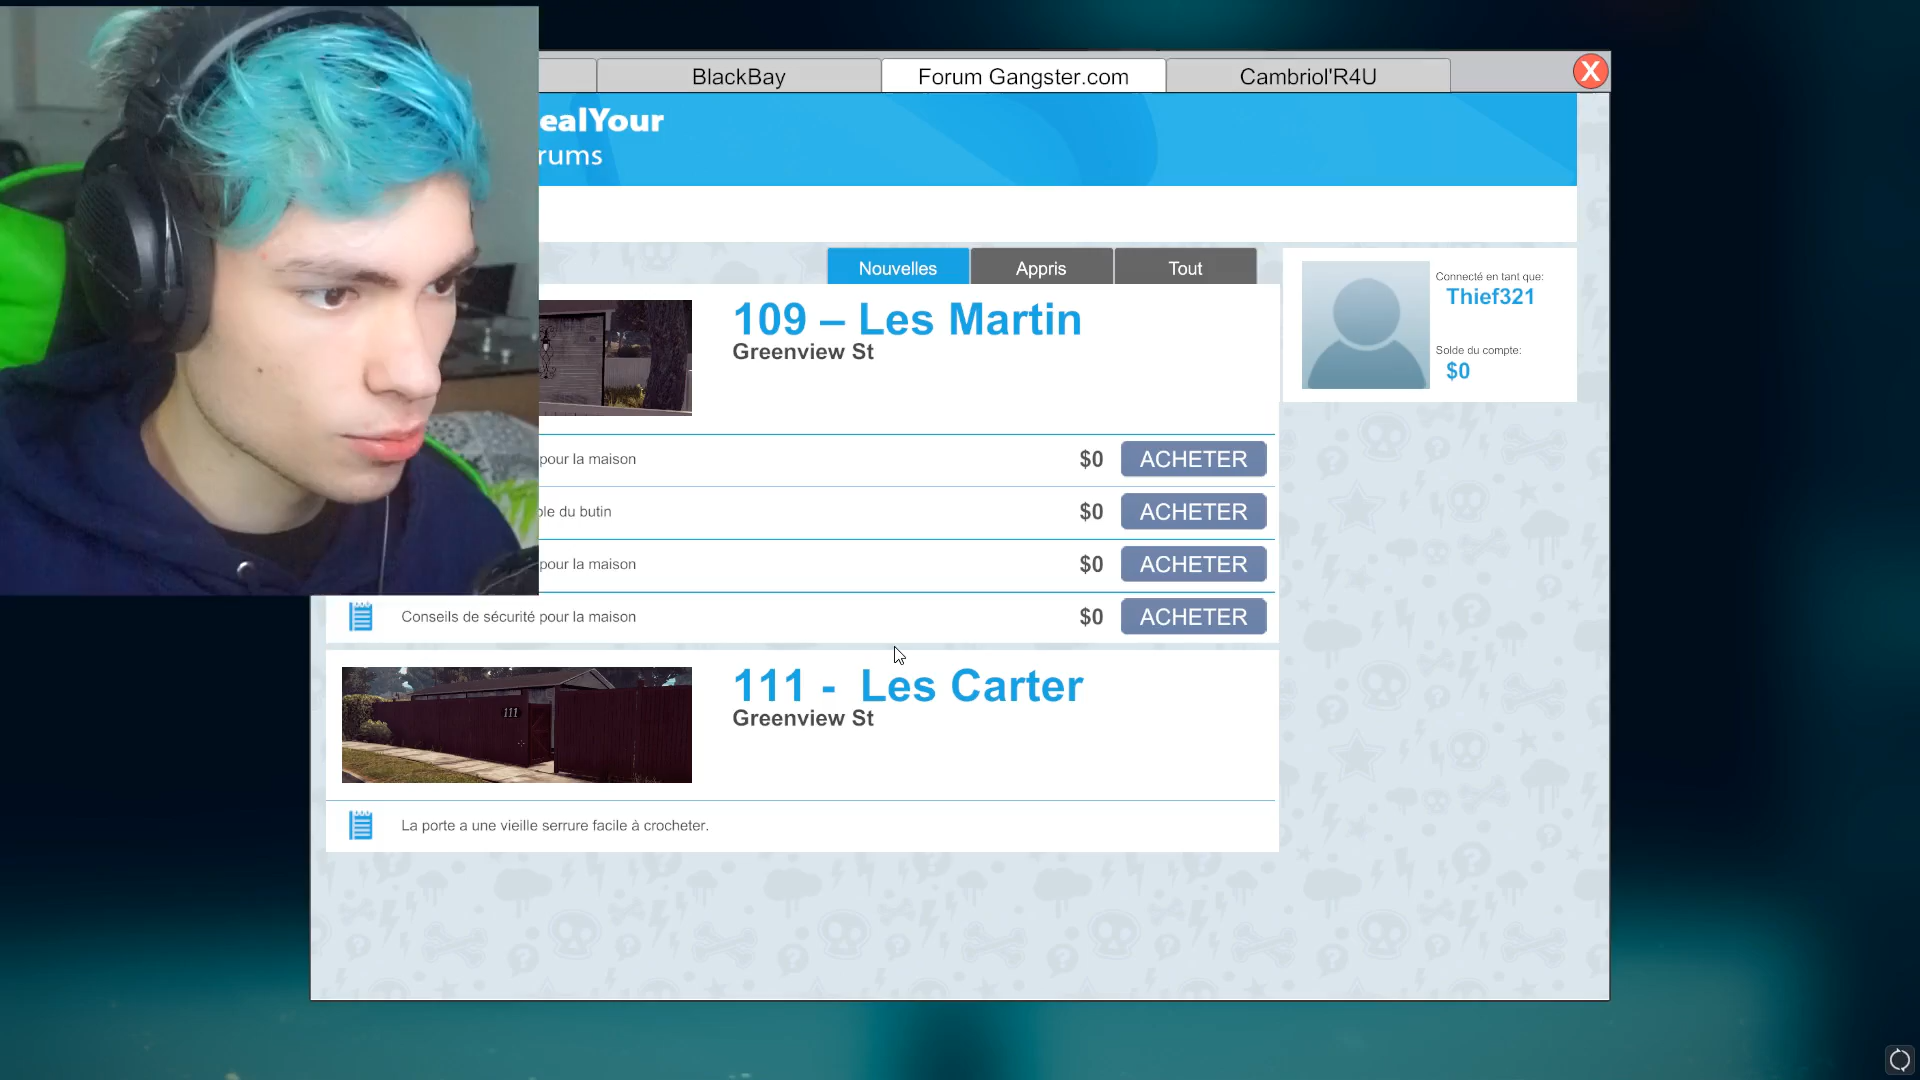 BlackBay
Forum Gangster.com
Cambriol'R4U
X
ealYour
rums
Nouvelles
Appris
Tout
Connecté en tant que:
Thief321
Solde du compte:
$0
109 – Les Martin
Greenview St
pour la maison $0 ACHETER
ble du butin $0 ACHETER
pour la maison $0 ACHETER
Conseils de sécurité pour la maison $0 ACHETER
111
111 - Les Carter
Greenview St
La porte a une vieille serrure facile à crocheter.